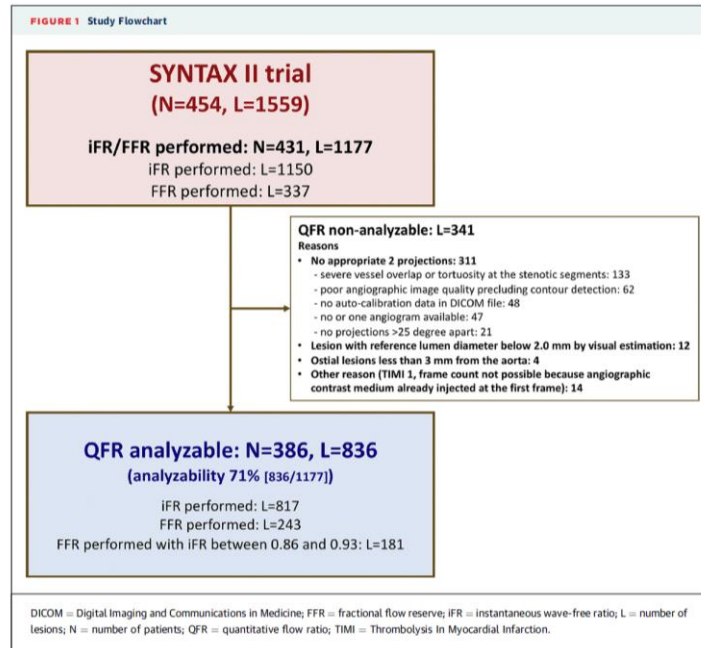 FIGURE 1 Study Flowchart
SYNTAX II trial
(N=454, L=1559)
iFR/FFR performed: N=431, L=1177
iFR performed: L=1150
FFR performed: L=337
QFR non-analyzable: L=341
Reasons
• No appropriate 2 projections: 311
- severe vessel overlap or tortuosity at the stenotic segments: 133
- poor angiographic image quality precluding contour detection: 62
- no auto-calibration data in DICOM file: 48
- no or one angiogram available: 47
- no projections >25 degree apart: 21
• Lesion with reference lumen diameter below 2.0 mm by visual estimation: 12
• Ostial lesions less than 3 mm from the aorta: 4
• Other reason (TIMI 1, frame count not possible because angiographic
contrast medium already injected at the first frame): 14
QFR analyzable: N=386, L=836
(analyzability 71% [836/1177])
iFR performed: L=817
FFR performed: L=243
FFR performed with iFR between 0.86 and 0.93: L=181
DICOM = Digital Imaging and Communications in Medicine; FFR = fractional flow reserve; iFR = instantaneous wave-free ratio; L = number of
lesions; N = number of patients; QFR = quantitative flow ratio; TIMI = Thrombolysis In Myocardial Infarction.